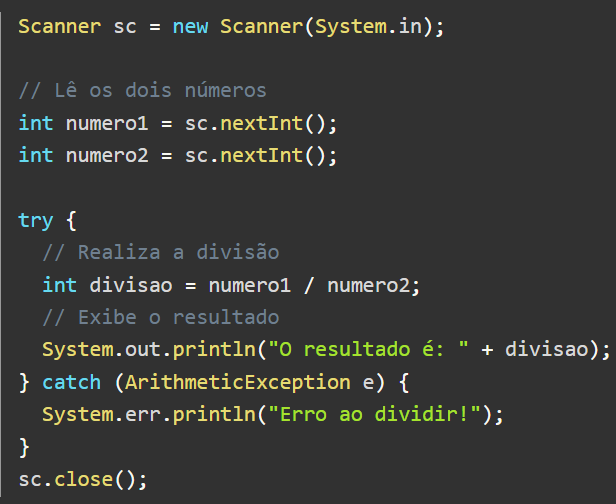 Scanner sc = new Scanner(System.in);
// Lê os dois números
int numero1 = sc.nextInt();
int numero2 = sc.nextInt();
try {
// Realiza a divisão
int divisao = numero1 / numero2;
// Exibe o resultado
System.out.println("O resultado é: " + divisao);
} catch (ArithmeticException e) {
System.err.println("Erro ao dividir!");
}
sc.close();